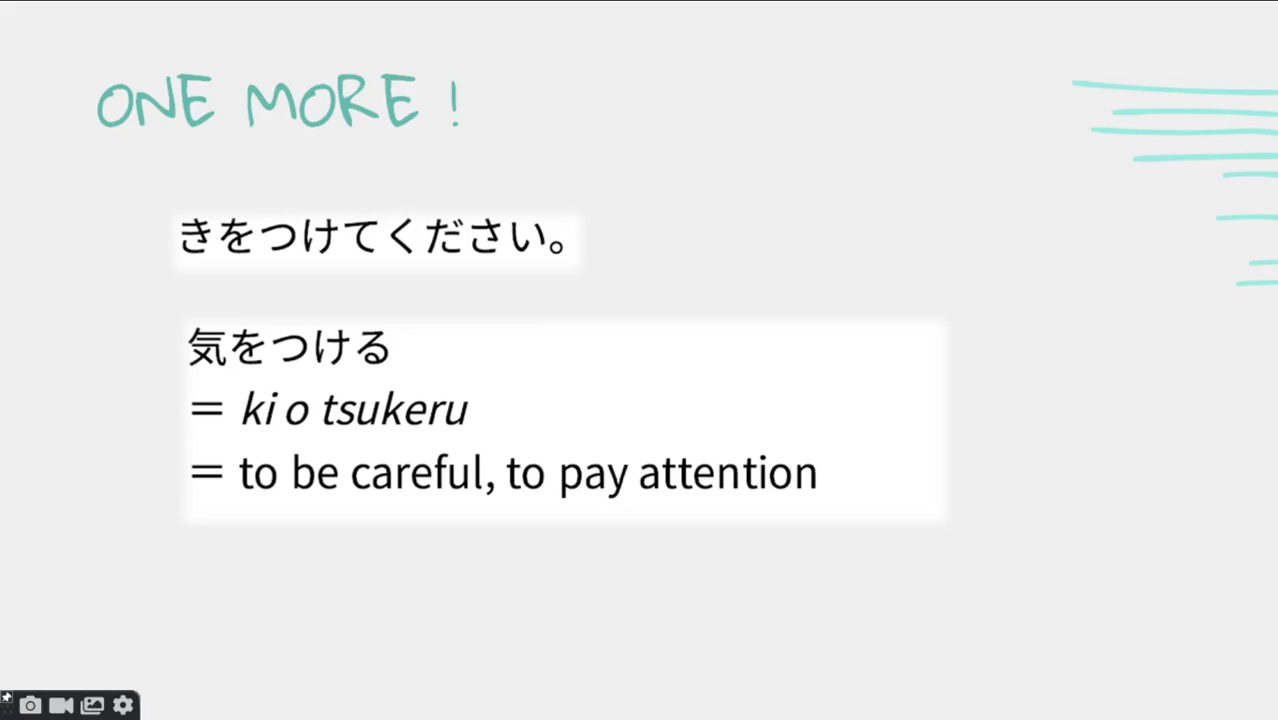 ONE MORE !
きをつけてください。
気をつける
＝ ki o tsukeru
＝ to be careful, to pay attention